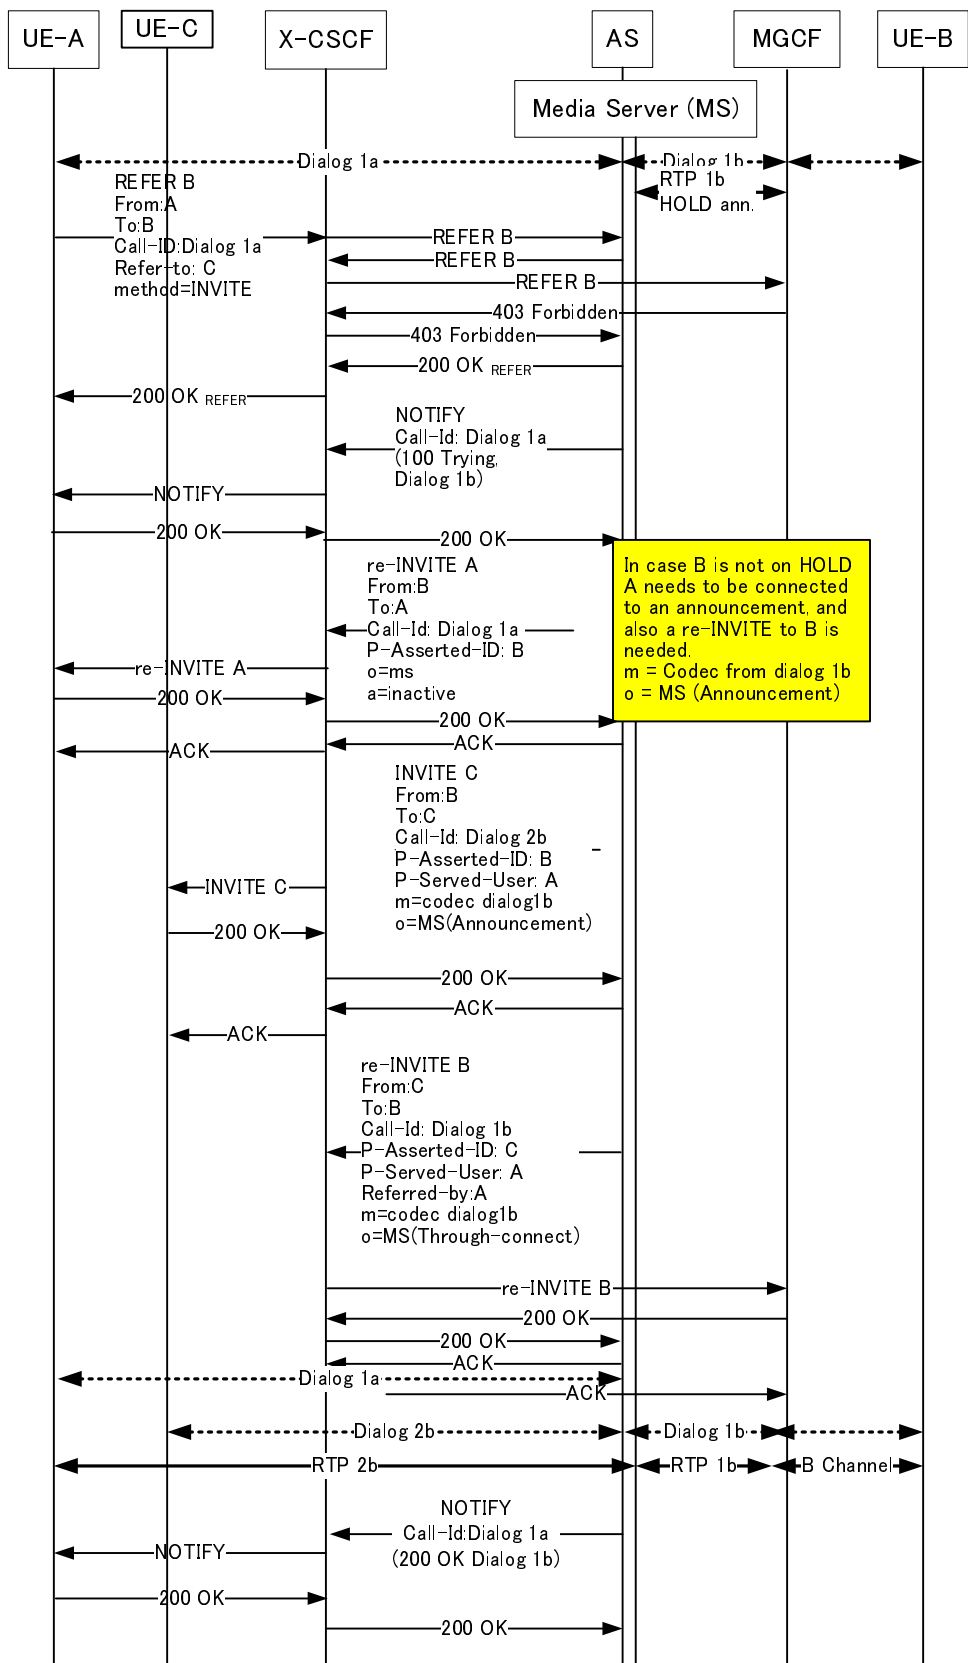 UE-A
UE-C
X-CSCF
AS
MGCF
UE-B
Media Server (MS)
Dialog 1a
Dialog 1b
RTP 1b
HOLD ann.
REFER B
From:A
To:B
Call-ID:Dialog 1a
Refer-to: C
method=INVITE
REFER B
REFER B
REFER B
403 Forbidden
403 Forbidden
200 OK REFER
200 OK REFER
NOTIFY
Call-Id: Dialog 1a
(100 Trying,
Dialog 1b)
NOTIFY
200 OK
200 OK
re-INVITE A
From:B
To:A
Call-Id: Dialog 1a
P-Asserted-ID: B
o=ms
a=inactive
In case B is not on HOLD
A needs to be connected
to an announcement, and
also a re-INVITE to B is
needed.
m = Codec from dialog 1b
o = MS (Announcement)
re-INVITE A
200 OK
200 OK
ACK
ACK
INVITE C
From:B
To:C
Call-Id: Dialog 2b
P-Asserted-ID: B
P-Served-User: A
m=codec dialog1b
o=MS(Announcement)
INVITE C
200 OK
200 OK
ACK
ACK
re-INVITE B
From:C
To:B
Call-Id: Dialog 1b
P-Asserted-ID: C
P-Served-User: A
Referred-by:A
m=codec dialog1b
o=MS(Through-connect)
re-INVITE B
200 OK
200 OK
ACK
Dialog 1a
ACK
Dialog 2b
Dialog 1b
RTP 2b
RTP 1b
B Channel
NOTIFY
Call-Id:Dialog 1a
(200 OK Dialog 1b)
NOTIFY
200 OK
200 OK